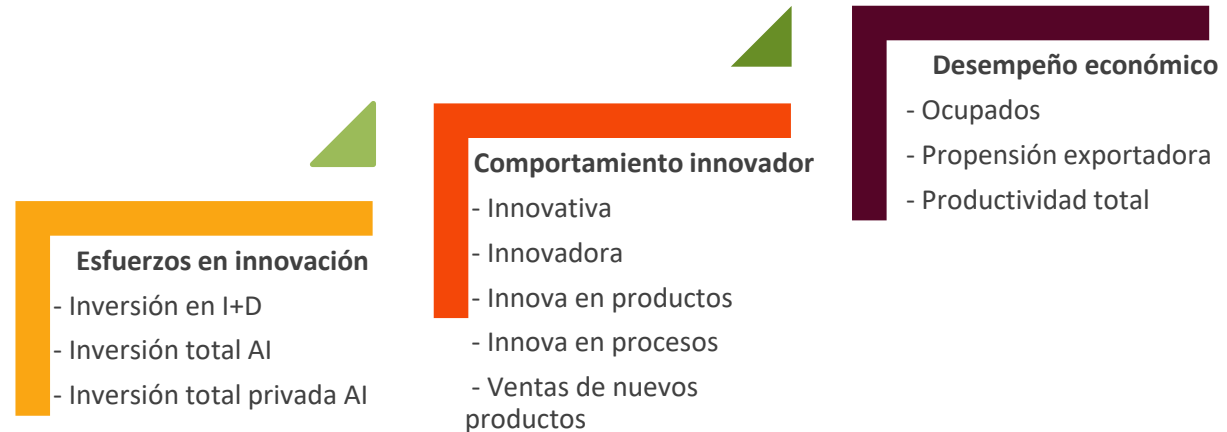 Esfuerzos en innovación
- Inversión en I+D
- Inversión total AI
- Inversión total privada AI
Comportamiento innovador
- Innovativa
- Innovadora
- Innova en productos
- Innova en procesos
- Ventas de nuevos
productos
Desempeño económico
- Ocupados
- Propensión exportadora
- Productividad total